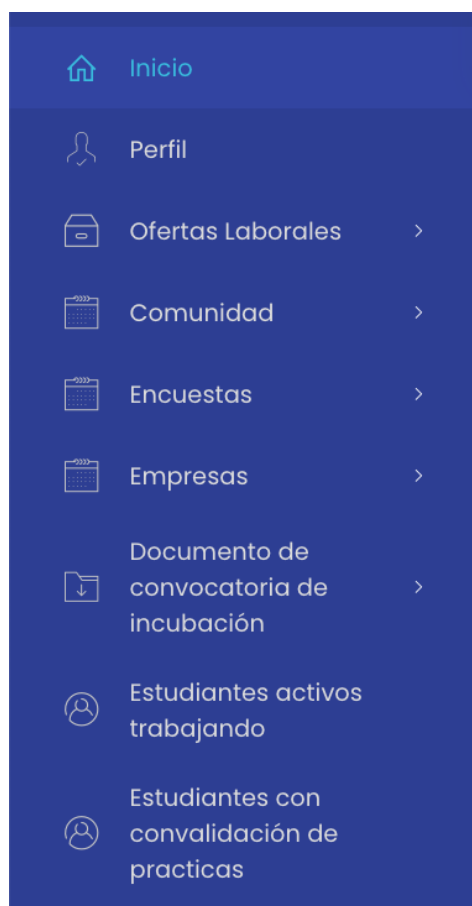 Inicio
Perfil
Ofertas Laborales
Comunidad
Encuestas
Empresas
Documento de
convocatoria de
incubación
Estudiantes activos
trabajando
Estudiantes con
convalidación de
practicas